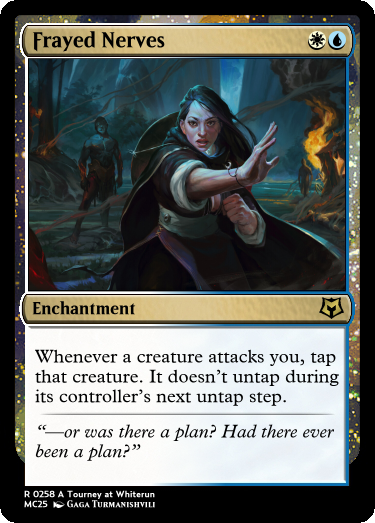 Frayed Nerves
Enchantment
Whenever a creature attacks you, tap
that creature. It doesn't untap during
its controller's next untap step.
“—or was there a plan? Had there ever
been a plan?”
R 0258 A Tourney at Whiterun
MC25 Gaga Turmanishvili